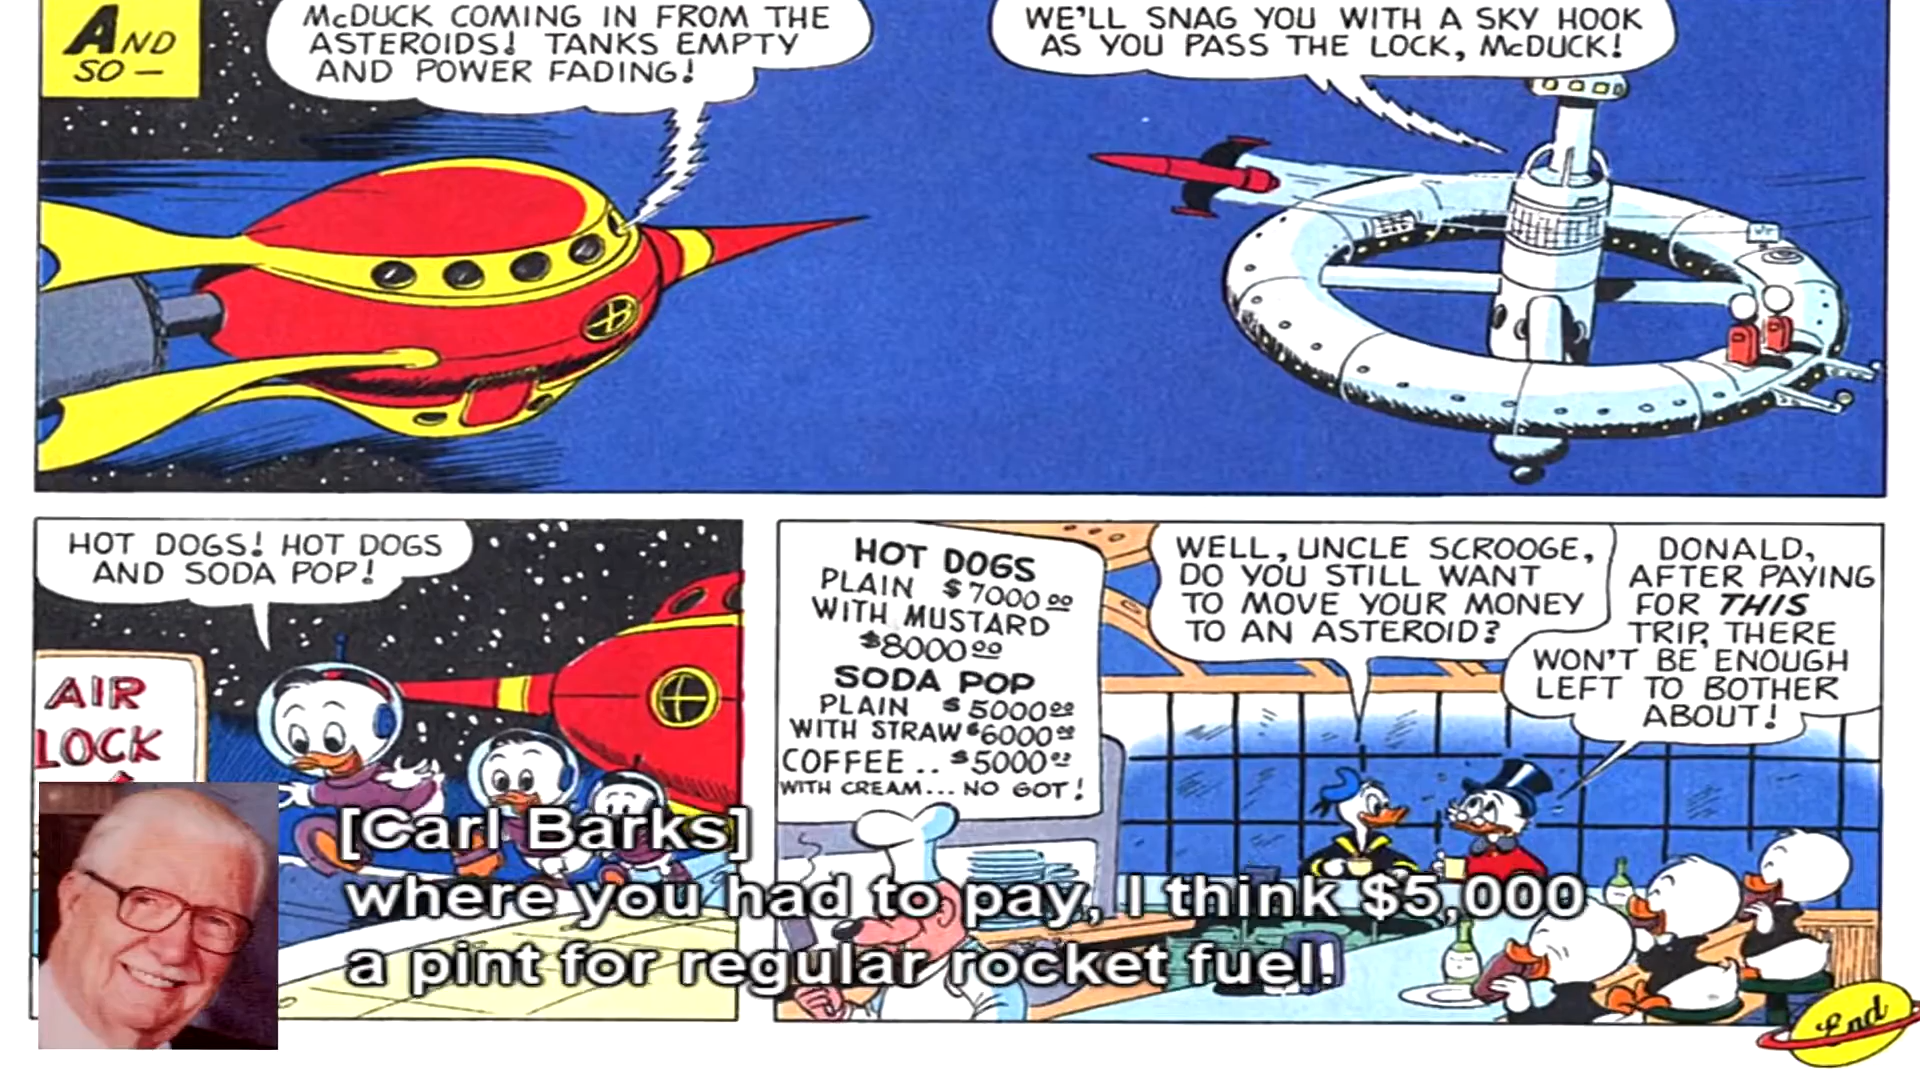 AND
SO—
McDUCK COMING IN FROM THE
ASTEROIDS! TANKS EMPTY
AND POWER FADING!
WE'LL SNAG YOU WITH A SKY HOOK
AS YOU PASS THE LOCK, McDUCK!
HOT DOGS! HOT DOGS
AND SODA POP!
AIR
LOCK
HOT DOGS
PLAIN $7000.00
WITH MUSTARD
$8000.00
SODA POP
PLAIN $5000.00
WITH STRAW $6000.00
COFFEE.. $5000.00
WITH CREAM... NO GOT!
WELL, UNCLE SCROOGE,
DO YOU STILL WANT
TO MOVE YOUR MONEY
TO AN ASTEROID?
DONALD,
AFTER PAYING
FOR THIS
TRIP, THERE
WON'T BE ENOUGH
LEFT TO BOTHER
ABOUT!
[Carl Barks]
where you had to pay, I think $5,000
a pint for regular rocket fuel.
End